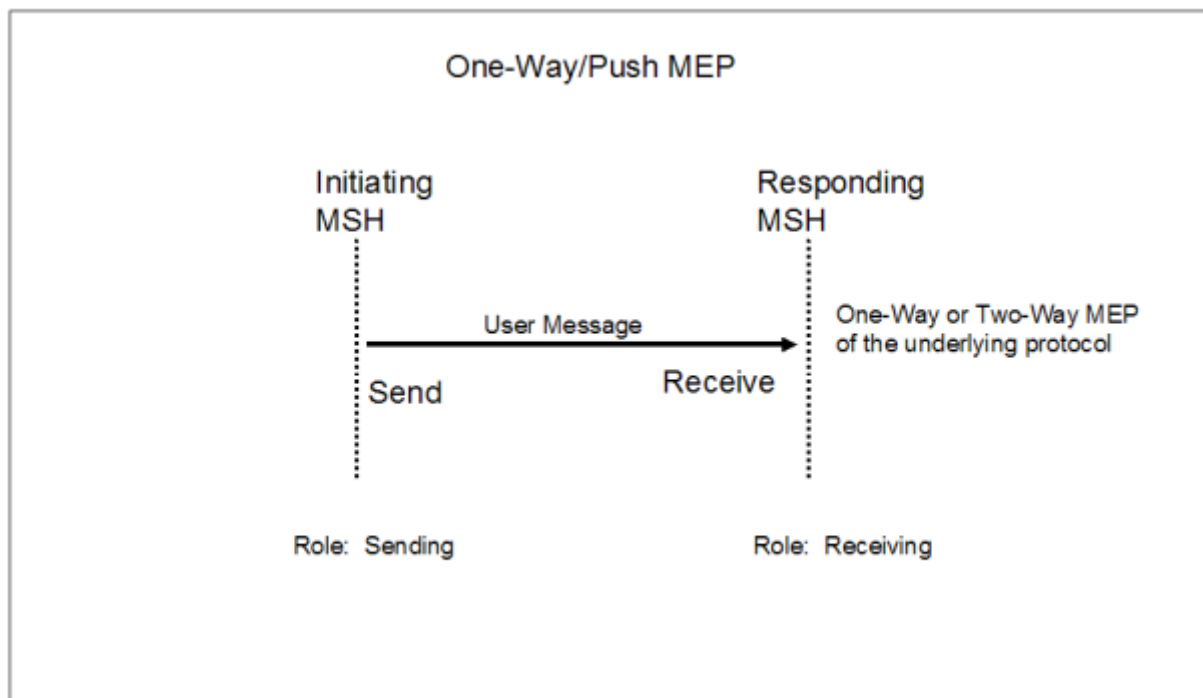 One-Way/Push MEP
Initiating
MSH
Responding
MSH
User Message
One-Way or Two-Way MEP
of the underlying protocol
Send
Receive
Role: Sending
Role: Receiving